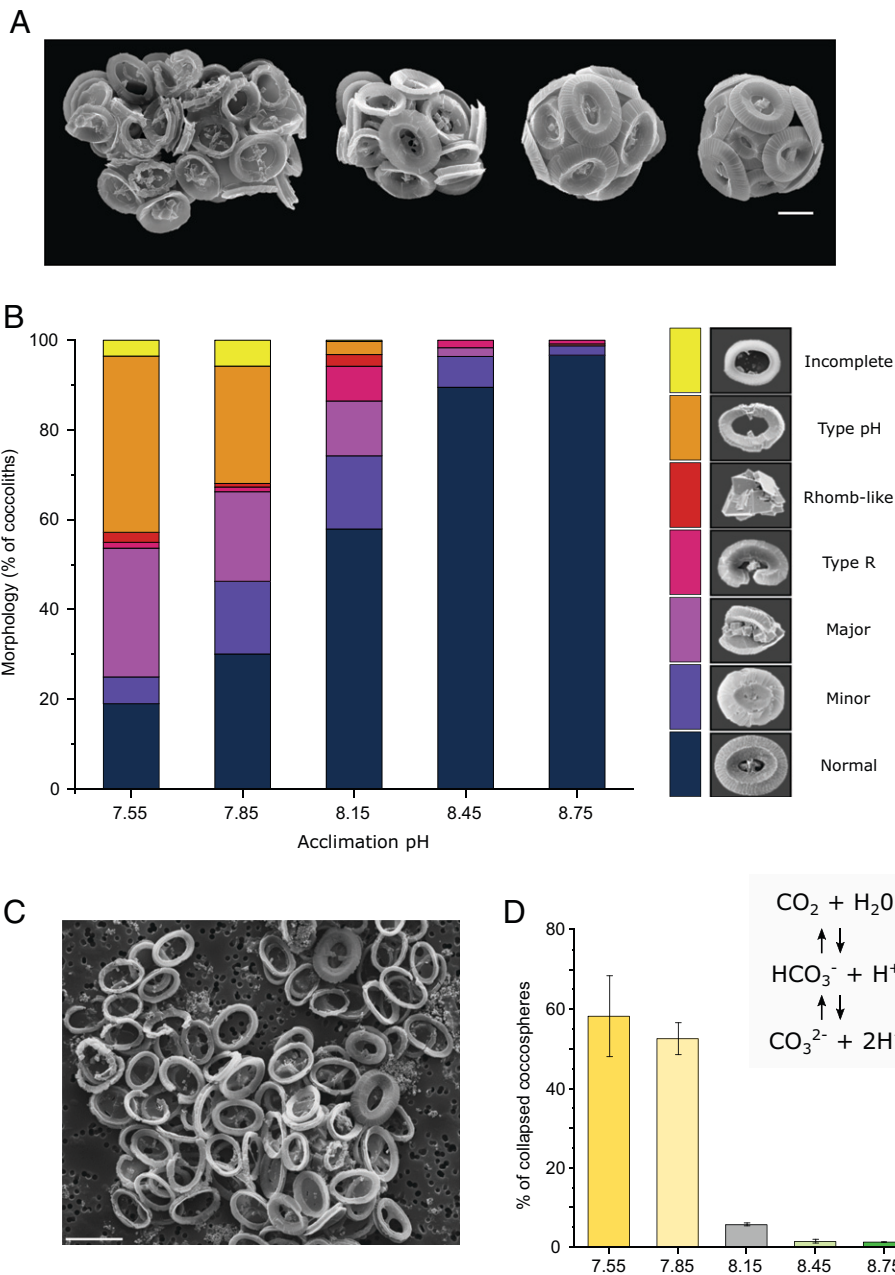 A
B
Morphology (% of coccoliths)
100
80
60
40
20
0
7.55 7.85 8.15 8.45 8.75
Acclimation pH
Incomplete
Type pH
Rhomb-like
Type R
Major
Minor
Normal
C
D
% of collapsed coccospheres
80
60
40
20
0
7.55 7.85 8.15 8.45 8.75
CO₂ + H₂0
HCO₃⁻ + H⁺
CO₃²⁻ + 2H